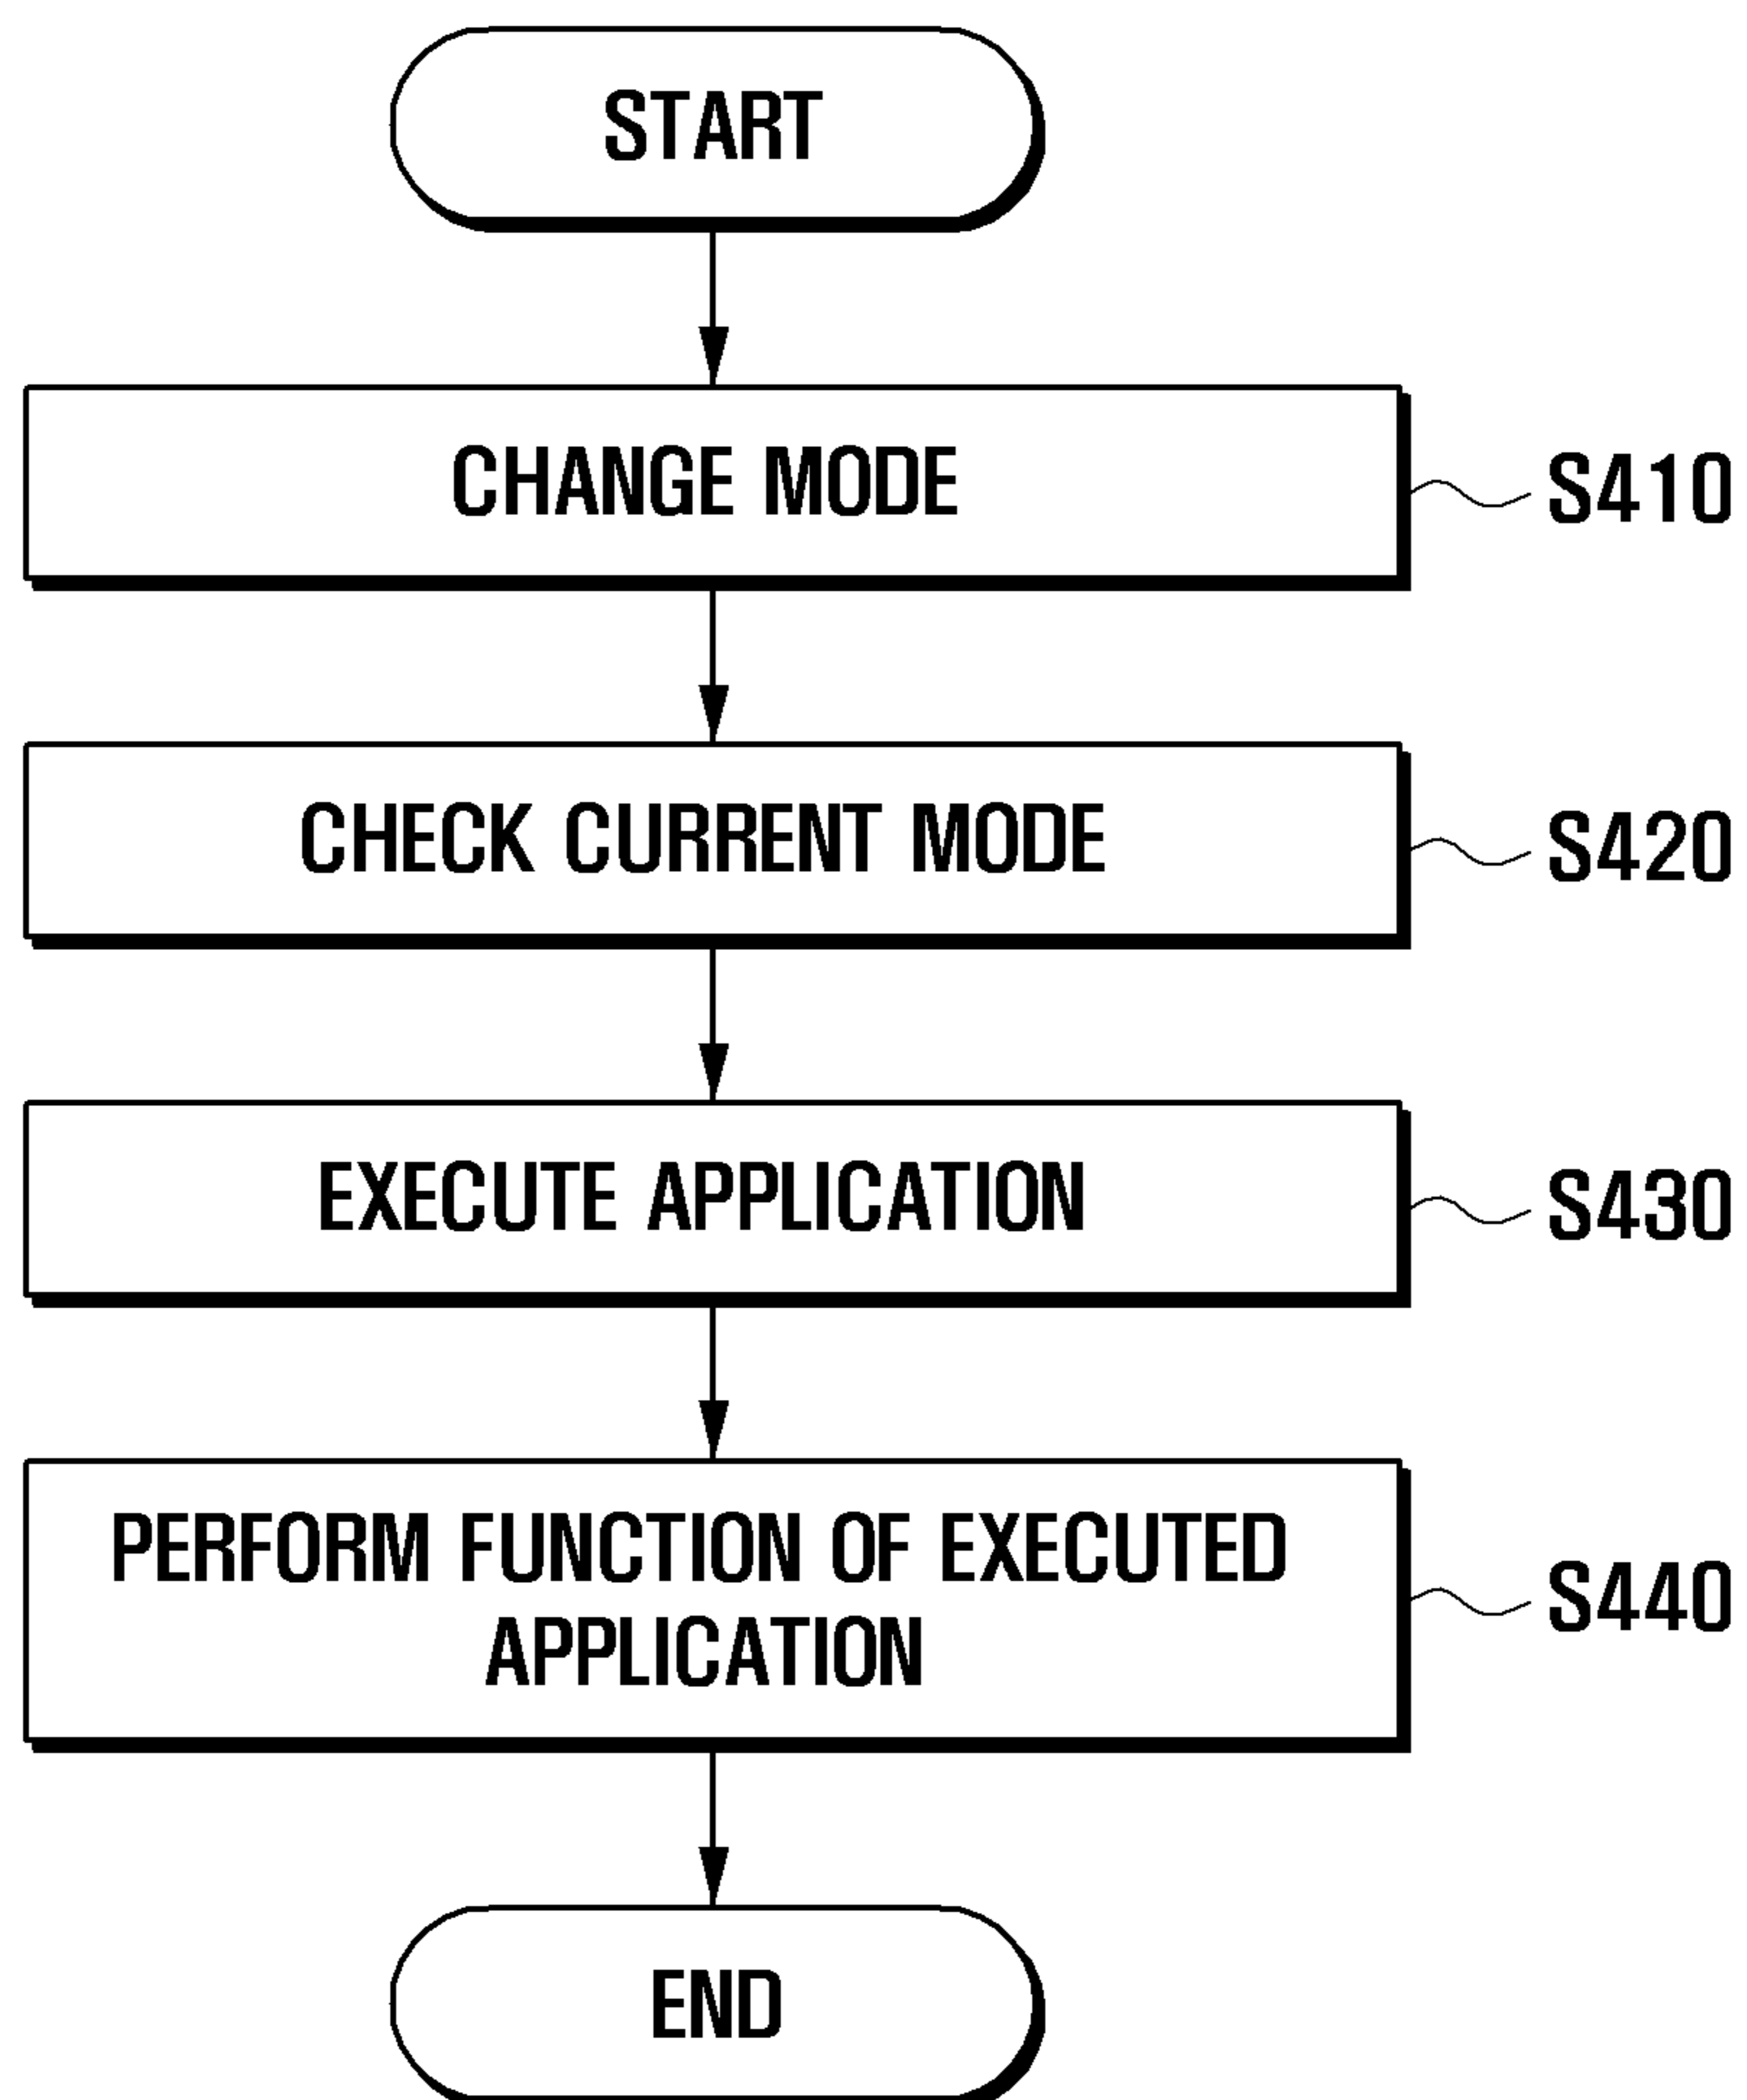 START
CHANGE MODE
S410
CHECK CURRENT MODE
S420
EXECUTE APPLICATION
S430
PERFORM FUNCTION OF EXECUTED
APPLICATION
S440
END